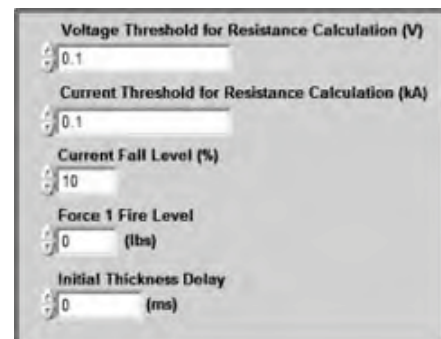 Voltage Threshold for Resistance Calculation (V)
0.1
Current Threshold for Resistance Calculation (kA)
0.1
Current Fall Level (%)
10
Force 1 Fire Level
0 (lbs)
Initial Thickness Delay
0 (ms)